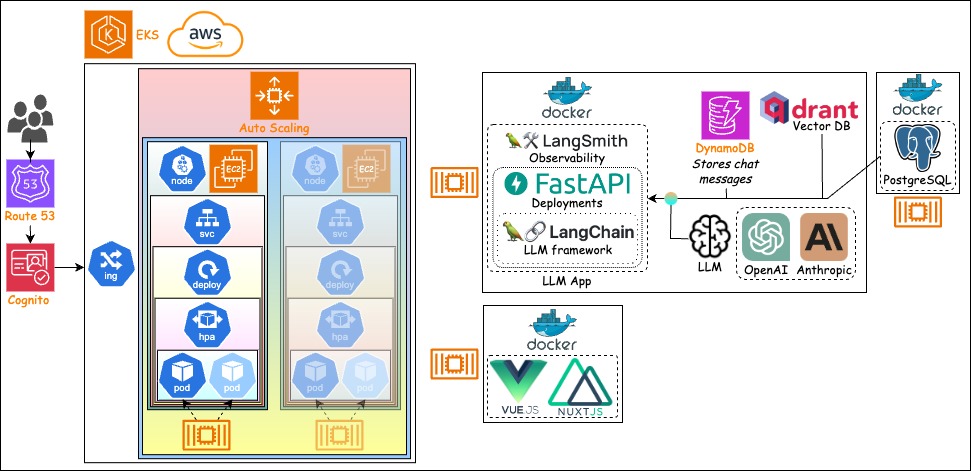 EKS
aws
Auto Scaling
53
Route 53
Cognito
ing
node
EC2
svc
deploy
hpa
pod
pod
node
EC2
svc
deploy
hpa
pod
pod
docker
LangSmith
Observability
FastAPI
Deployments
LangChain
LLM framework
LLM App
DynamoDB
Stores chat
messages
qdrant
Vector DB
LLM
OpenAI
Anthropic
docker
PostgreSQL
docker
VUE.JS
NUXTJS